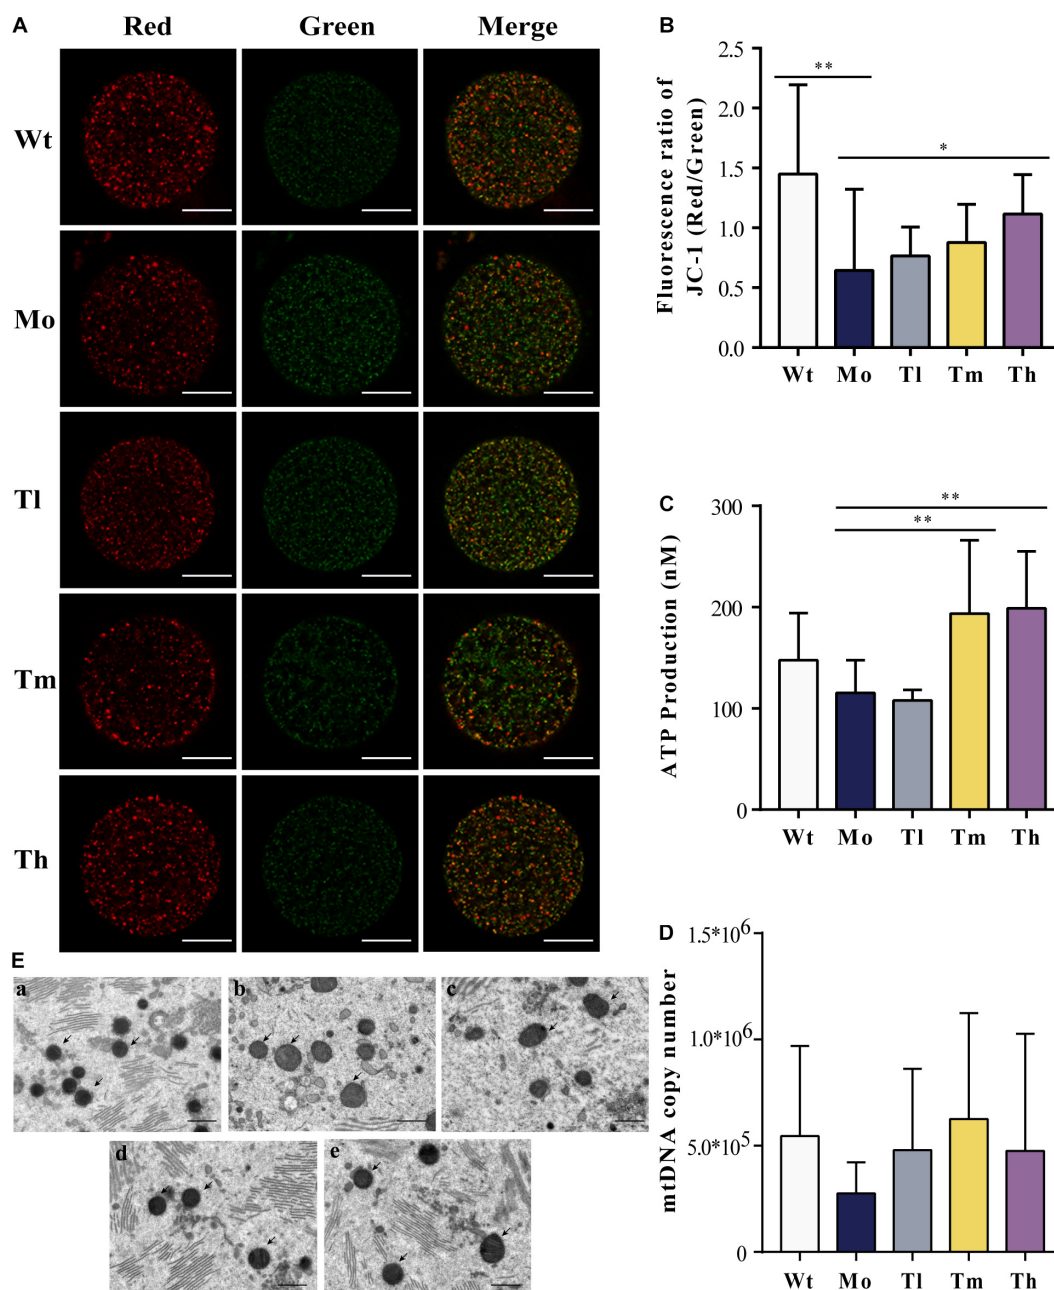 A
Red Green Merge
Wt
Mo
Tl
Tm
Th
B
Fluorescence ratio of
JC-1 (Red/Green)
2.5
2.0
1.5
1.0
0.5
0.0
**
*
Wt Mo Tl Tm Th
C
ATP Production (nM)
300
200
100
0
**
**
Wt Mo Tl Tm Th
D
mtDNA copy number
1.5*10^6
1.0*10^6
5.0*10^5
0
Wt Mo Tl Tm Th
E
a b c
d e